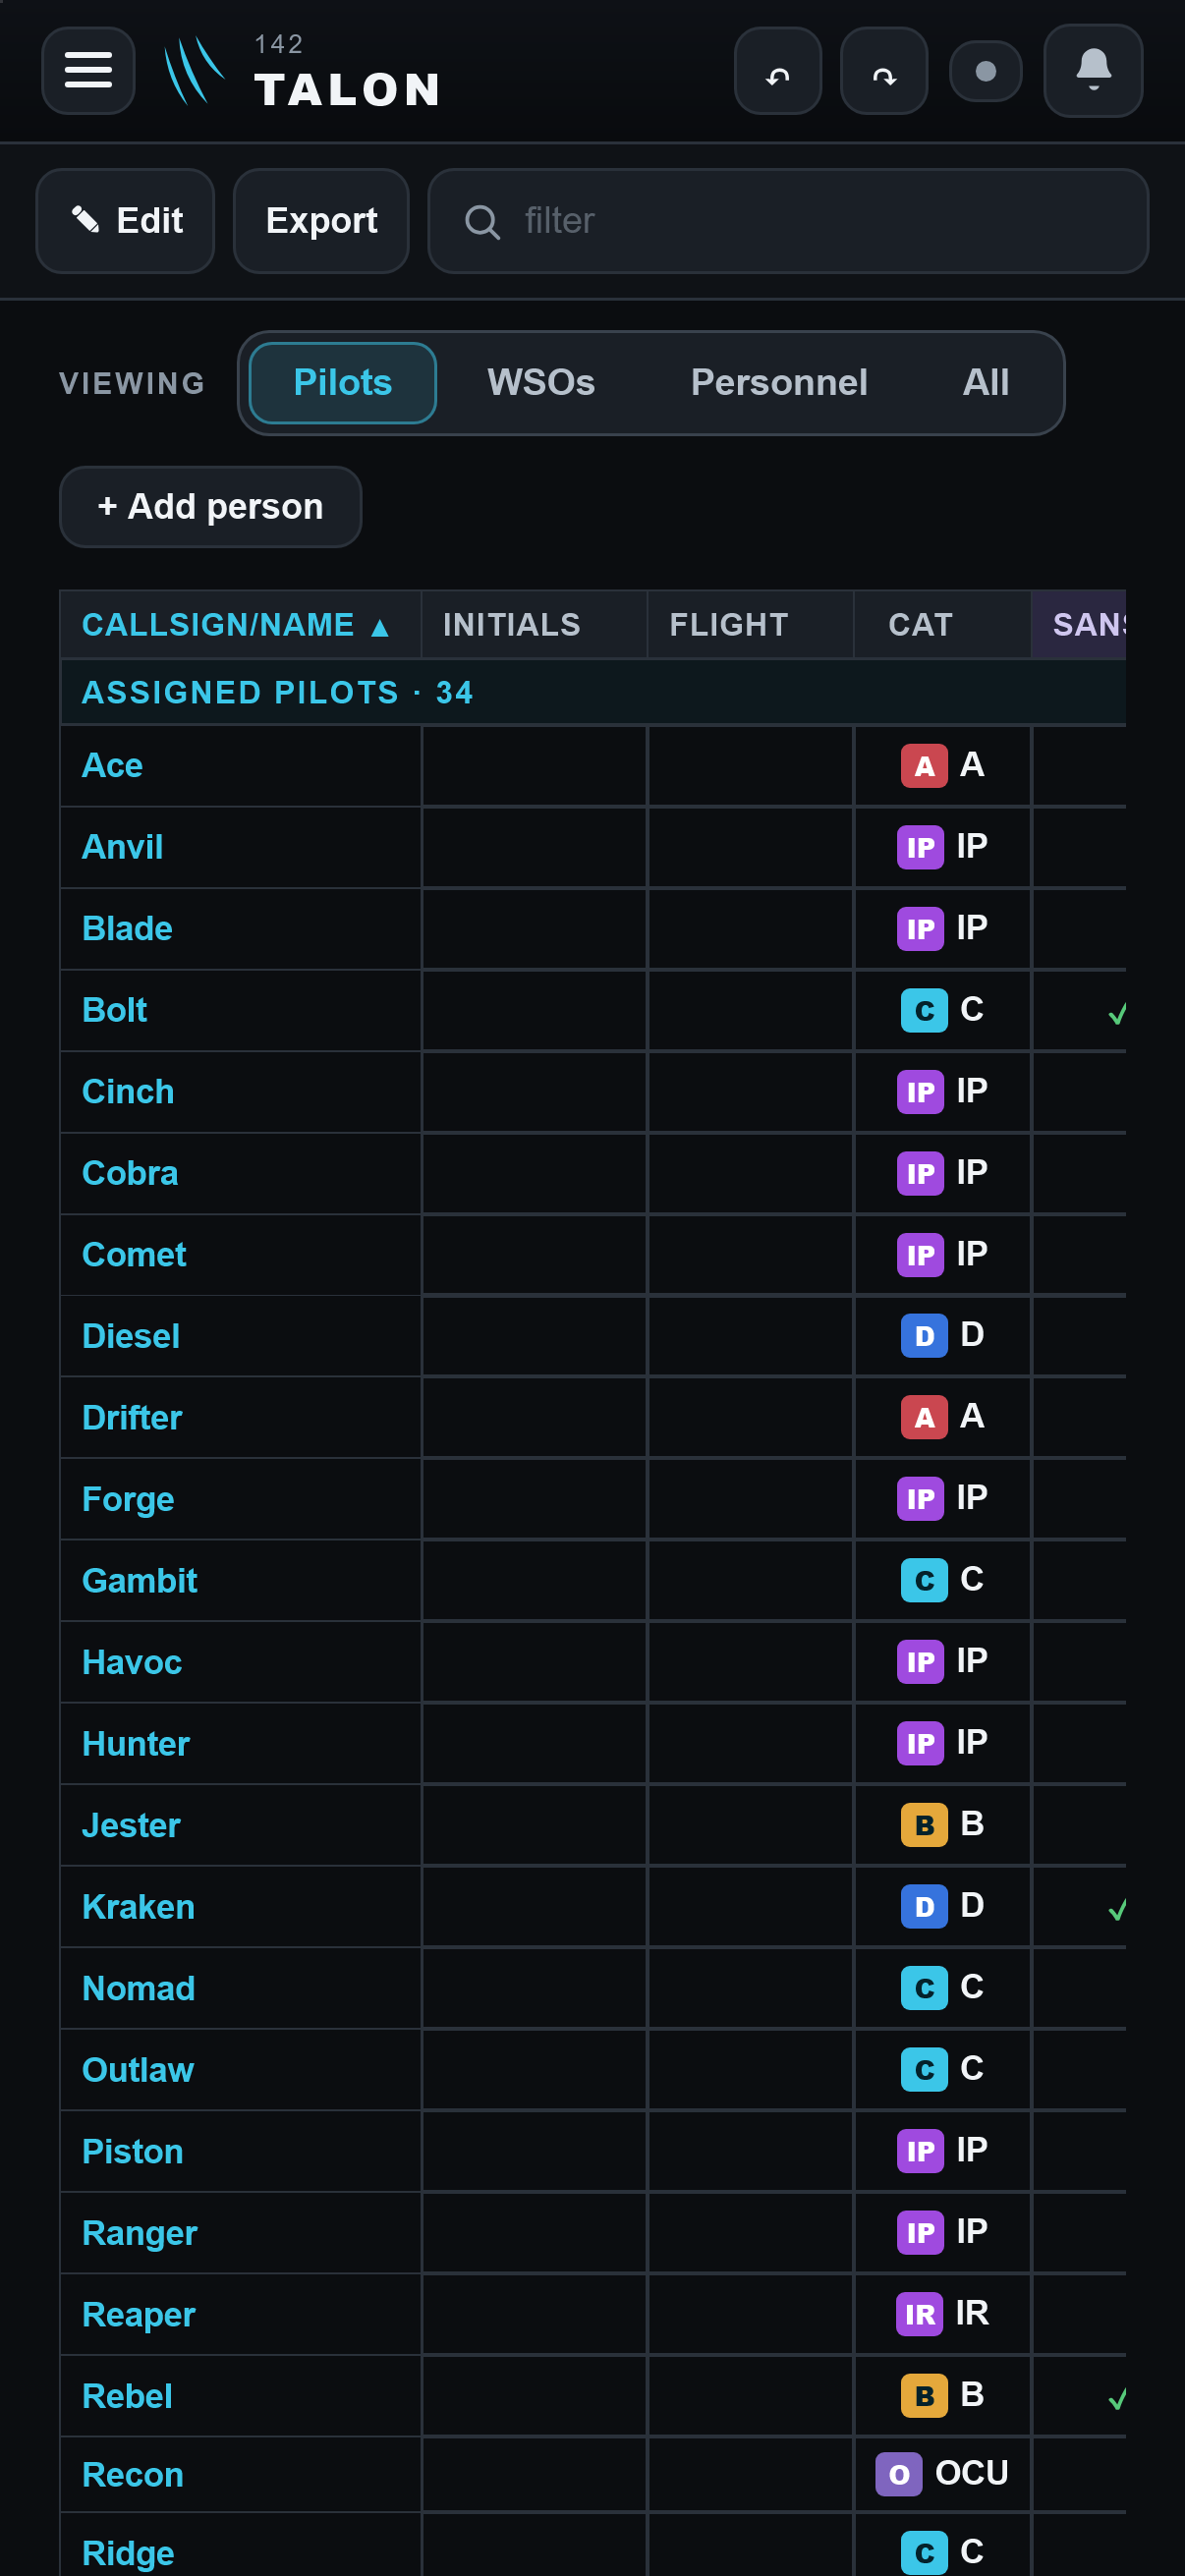 142
TALON
Edit Export filter
VIEWING Pilots WSOs Personnel All
+ Add person
CALLSIGN/NAME ▲ INITIALS FLIGHT CAT SANS
ASSIGNED PILOTS · 34
Ace A A
Anvil IP IP
Blade IP IP
Bolt C C ✓
Cinch IP IP
Cobra IP IP
Comet IP IP
Diesel D D
Drifter A A
Forge IP IP
Gambit C C
Havoc IP IP
Hunter IP IP
Jester B B
Kraken D D ✓
Nomad C C
Outlaw C C
Piston IP IP
Ranger IP IP
Reaper IR IR
Rebel B B ✓
Recon O OCU
Ridge C C